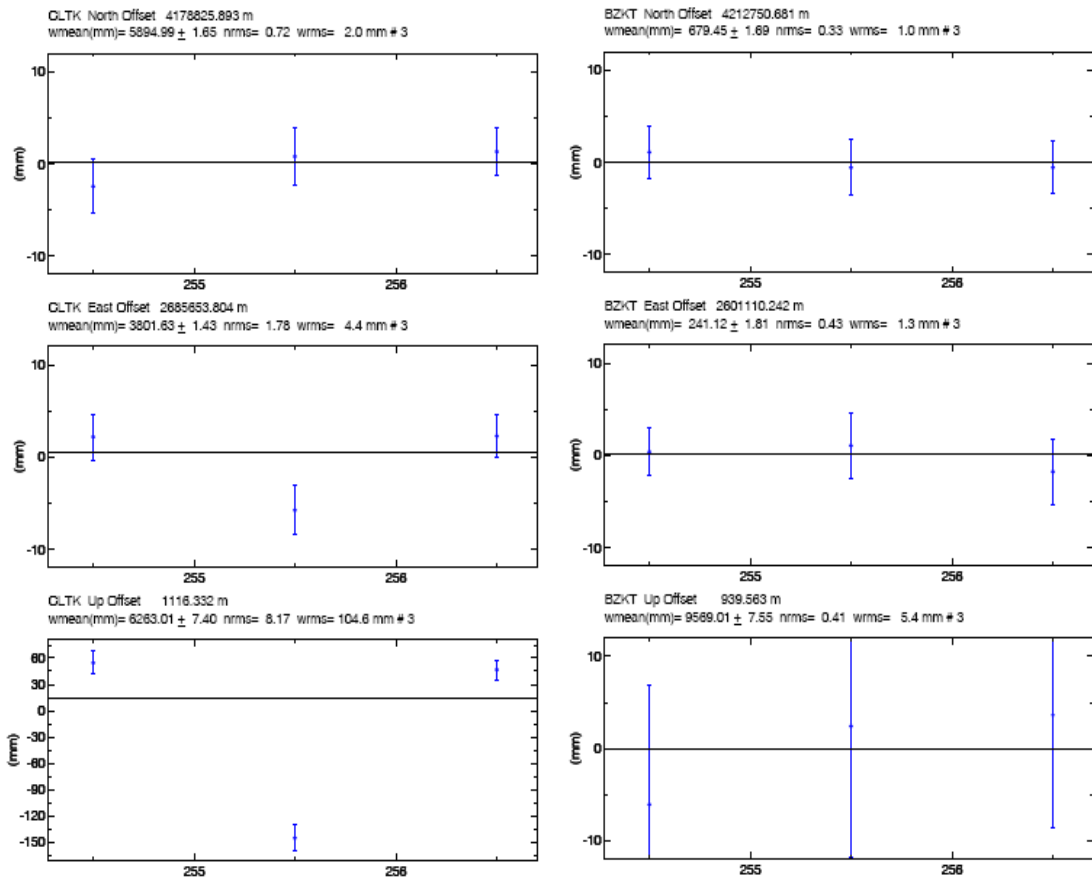 CLTK North Offset 4178825.893 m
wmean(mm)= 5894.99 ± 1.65 nrms= 0.72 wrms= 2.0 mm # 3
10
0
-10
(mm)
255 256
CLTK East Offset 2685653.804 m
wmean(mm)= 3801.63 ± 1.43 nrms= 1.78 wrms= 4.4 mm # 3
10
0
-10
(mm)
255 256
CLTK Up Offset 1116.332 m
wmean(mm)= 6263.01 ± 7.40 nrms= 8.17 wrms= 104.6 mm # 3
60
30
0
-30
-60
-90
-120
-150
(mm)
255 256
BZKT North Offset 4212750.681 m
wmean(mm)= 679.45 ± 1.69 nrms= 0.33 wrms= 1.0 mm # 3
10
0
-10
(mm)
255 256
BZKT East Offset 2601110.242 m
wmean(mm)= 241.12 ± 1.81 nrms= 0.43 wrms= 1.3 mm # 3
10
0
-10
(mm)
255 256
BZKT Up Offset 939.563 m
wmean(mm)= 9569.01 ± 7.55 nrms= 0.41 wrms= 5.4 mm # 3
10
0
-10
(mm)
255 256